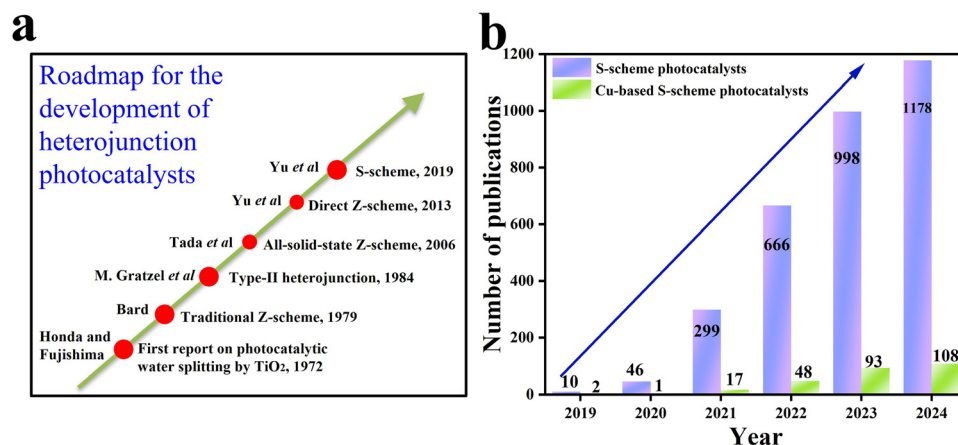 a
Roadmap for the
development of
heterojunction
photocatalysts
Yu et al
S-scheme, 2019
Yu et al
Direct Z-scheme, 2013
Tada et al
All-solid-state Z-scheme, 2006
M. Gratzel et al
Type-II heterojunction, 1984
Bard
Traditional Z-scheme, 1979
Honda and
Fujishima
First report on photocatalytic
water splitting by TiO₂, 1972
b
Number of publications
1200
1000
800
600
400
200
0
S-scheme photocatalysts
Cu-based S-scheme photocatalysts
10
2
46
1
299
17
666
48
998
93
1178
108
2019
2020
2021
2022
2023
2024
Year